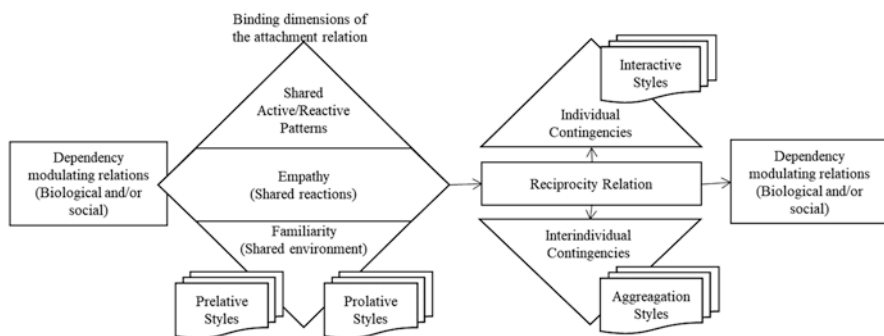 Binding dimensions of
the attachment relation
Dependency
modulating relations
(Biological and/or
social)
Shared
Active/Reactive
Patterns
Empathy
(Shared reactions)
Familiarity
(Shared environment)
Prelative
Styles
Prolative
Styles
Interactive
Styles
Individual
Contingencies
Reciprocity Relation
Interindividual
Contingencies
Aggreagation
Styles
Dependency
modulating relations
(Biological and/or
social)